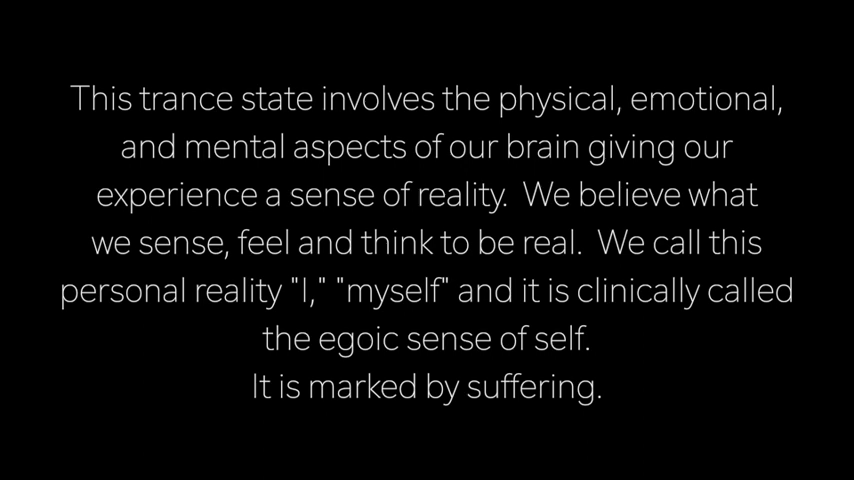 This trance state involves the physical, emotional,
and mental aspects of our brain giving our
experience a sense of reality.  We believe what
we sense, feel and think to be real.  We call this
personal reality "I," "myself" and it is clinically called
the egoic sense of self.
It is marked by suffering.